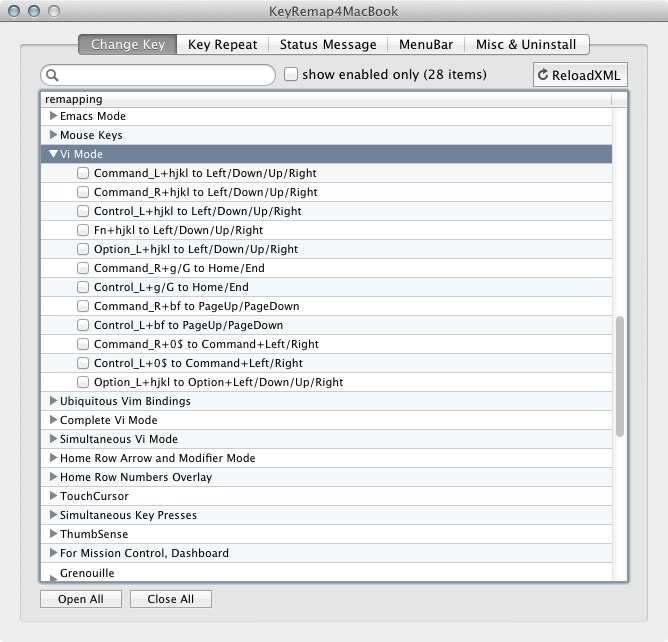 KeyRemap4MacBook
Change Key Key Repeat Status Message MenuBar Misc & Uninstall
show enabled only (28 items) ReloadXML
remapping
Emacs Mode
Mouse Keys
Vi Mode
Command_L+hjkl to Left/Down/Up/Right
Command_R+hjkl to Left/Down/Up/Right
Control_L+hjkl to Left/Down/Up/Right
Fn+hjkl to Left/Down/Up/Right
Option_L+hjkl to Left/Down/Up/Right
Command_R+g/G to Home/End
Control_L+g/G to Home/End
Command_R+bf to PageUp/PageDown
Control_L+bf to PageUp/PageDown
Command_R+0$ to Command+Left/Right
Control_L+0$ to Command+Left/Right
Option_L+hjkl to Option+Left/Down/Up/Right
Ubiquitous Vim Bindings
Complete Vi Mode
Simultaneous Vi Mode
Home Row Arrow and Modifier Mode
Home Row Numbers Overlay
TouchCursor
Simultaneous Key Presses
ThumbSense
For Mission Control, Dashboard
Grenouille
Open All Close All